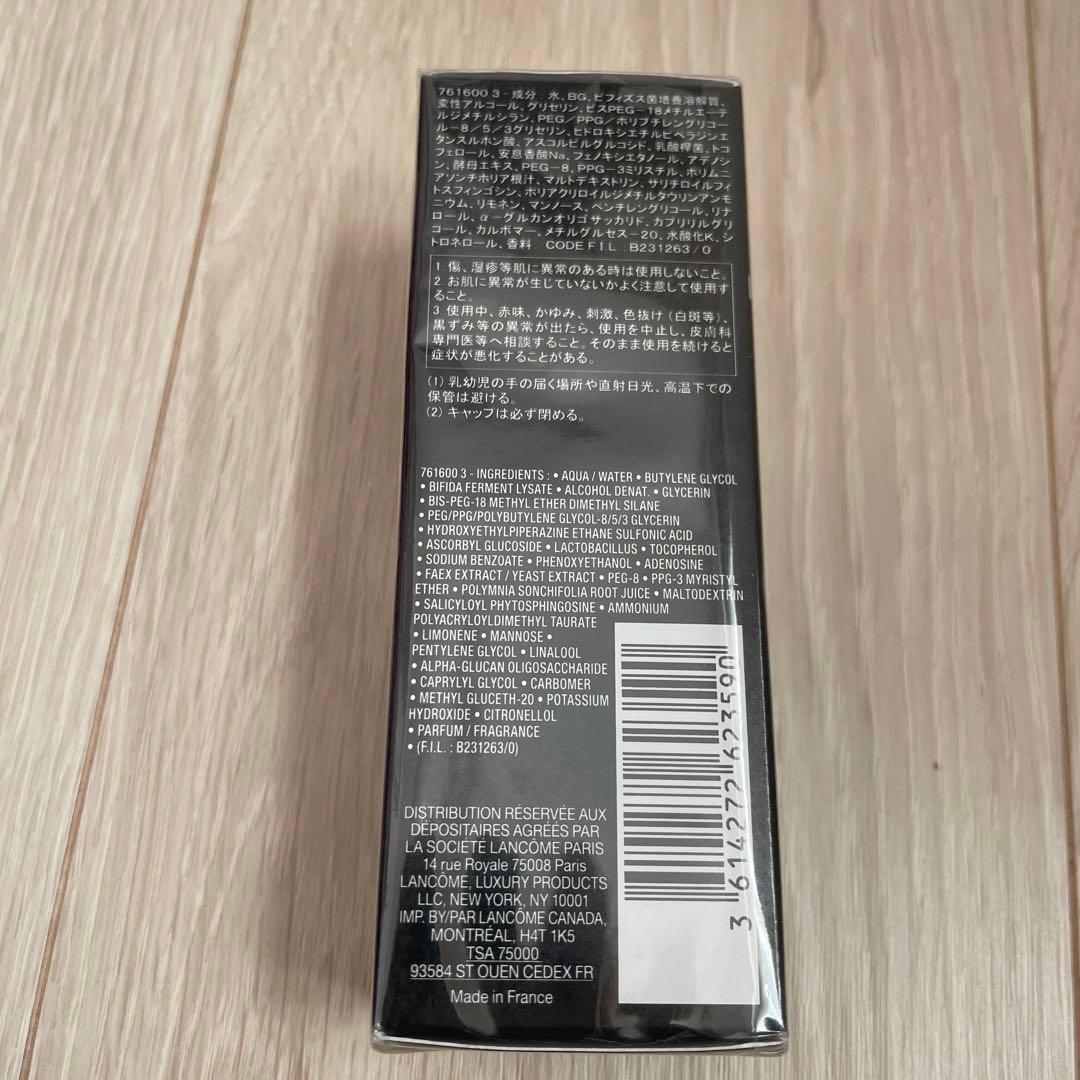 761600 3 - 成分 : 水、BG、ビフィズス菌培養溶解質、
変性アルコール、グリセリン、ビスPEG-18メチルエーテ
ルジメチルシラン、PEG/PPG/ポリブチレングリコー
ル-8/5/3グリセリン、ヒドロキシエチルピペラジンエ
タンスルホン酸、アスコルビルグルコシド、乳酸桿菌、トコ
フェロール、安息香酸Na、フェノキシエタノール、アデノシ
ン、酵母エキス、PEG-8、PPG-3ミリスチル、ポリムニ
アソンチホリア根汁、マルトデキストリン、サリチロイルフィ
トスフィンゴシン、ポリアクリロイルジメチルタウリンアンモ
ニウム、リモネン、マンノース、ペンチレングリコール、リナ
ロール、α-グルカンオリゴサッカリド、カプリリルグリ
コール、カルボマー、メチルグルセス-20、水酸化K、シ
トロネロール、香料 CODE F.I.L. : B231263/0
1. 傷、湿疹等肌に異常のある時は使用しないこと。
2. お肌に異常が生じていないかよく注意して使用す
ること。
3. 使用中、赤味、かゆみ、刺激、色抜け(白斑等)、
黒ずみ等の異常が出たら、使用を中止し、皮膚科
専門医等へ相談すること。そのまま使用を続けると
症状が悪化することがある。
(1) 乳幼児の手の届く場所や直射日光、高温下での
保管は避ける。
(2) キャップは必ず閉める。
761600 3 - INGREDIENTS : • AQUA / WATER • BUTYLENE GLYCOL
• BIFIDA FERMENT LYSATE • ALCOHOL DENAT. • GLYCERIN
• BIS-PEG-18 METHYL ETHER DIMETHYL SILANE
• PEG/PPG/POLYBUTYLENE GLYCOL-8/5/3 GLYCERIN
• HYDROXYETHYLPIPERAZINE ETHANE SULFONIC ACID
• ASCORBYL GLUCOSIDE • LACTOBACILLUS • TOCOPHEROL
• SODIUM BENZOATE • PHENOXYETHANOL • ADENOSINE
• FAEX EXTRACT / YEAST EXTRACT • PEG-8 • PPG-3 MYRISTYL
ETHER • POLYMNIA SONCHIFOLIA ROOT JUICE • MALTODEXTRIN
• SALICYLOYL PHYTOSPHINGOSINE • AMMONIUM
POLYACRYLOYLDIMETHYL TAURATE
• LIMONENE • MANNOSE •
PENTYLENE GLYCOL • LINALOOL
• ALPHA-GLUCAN OLIGOSACCHARIDE
• CAPRYLYL GLYCOL • CARBOMER
• METHYL GLUCETH-20 • POTASSIUM
HYDROXIDE • CITRONELLOL
• PARFUM / FRAGRANCE
• (F.I.L. : B231263/0)
3 614272 623590
DISTRIBUTION RÉSERVÉE AUX
DÉPOSITAIRES AGRÉÉS PAR
LA SOCIÉTÉ LANCÔME PARIS
14 rue Royale 75008 Paris
LANCÔME, LUXURY PRODUCTS
LLC, NEW YORK, NY 10001
IMP. BY/PAR LANCÔME CANADA,
MONTRÉAL, H4T 1K5
TSA 75000
93584 ST OUEN CEDEX FR
Made in France